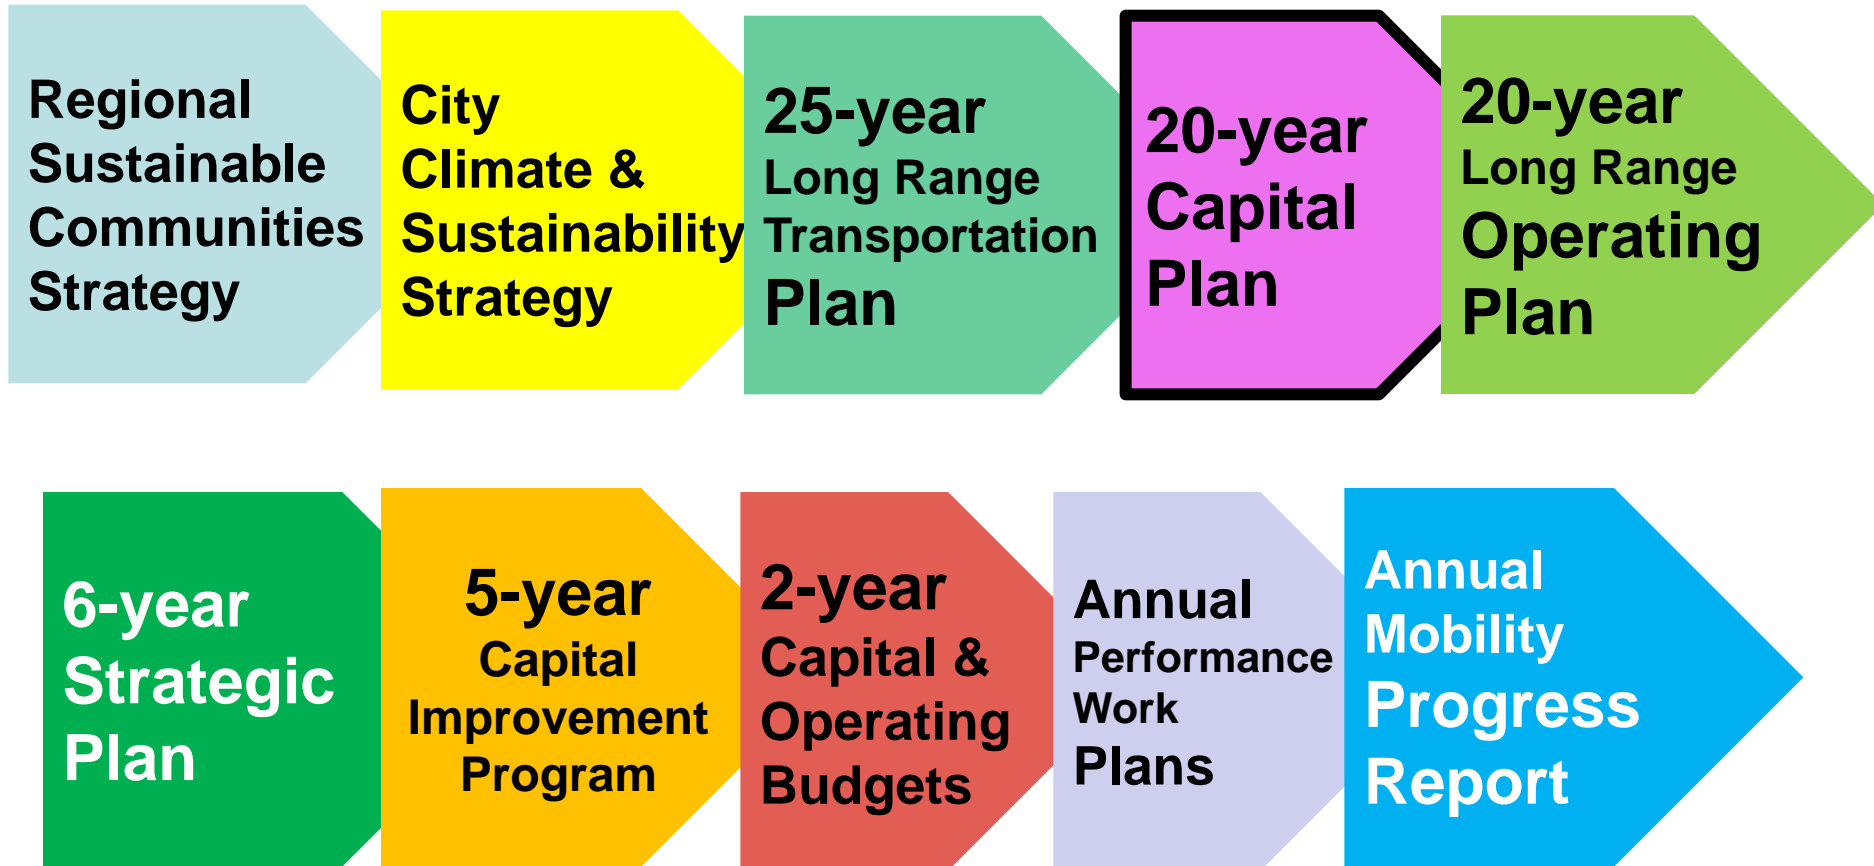 Regional
Sustainable
Communities
Strategy
City
Climate &
Sustainability
Strategy
25-year
Long Range
Transportation
Plan
20-year
Capital
Plan
20-year
Long Range
Operating
Plan
6-year
Strategic
Plan
5-year
Capital
Improvement
Program
2-year
Capital &
Operating
Budgets
Annual
Performance
Work
Plans
Annual
Mobility
Progress
Report